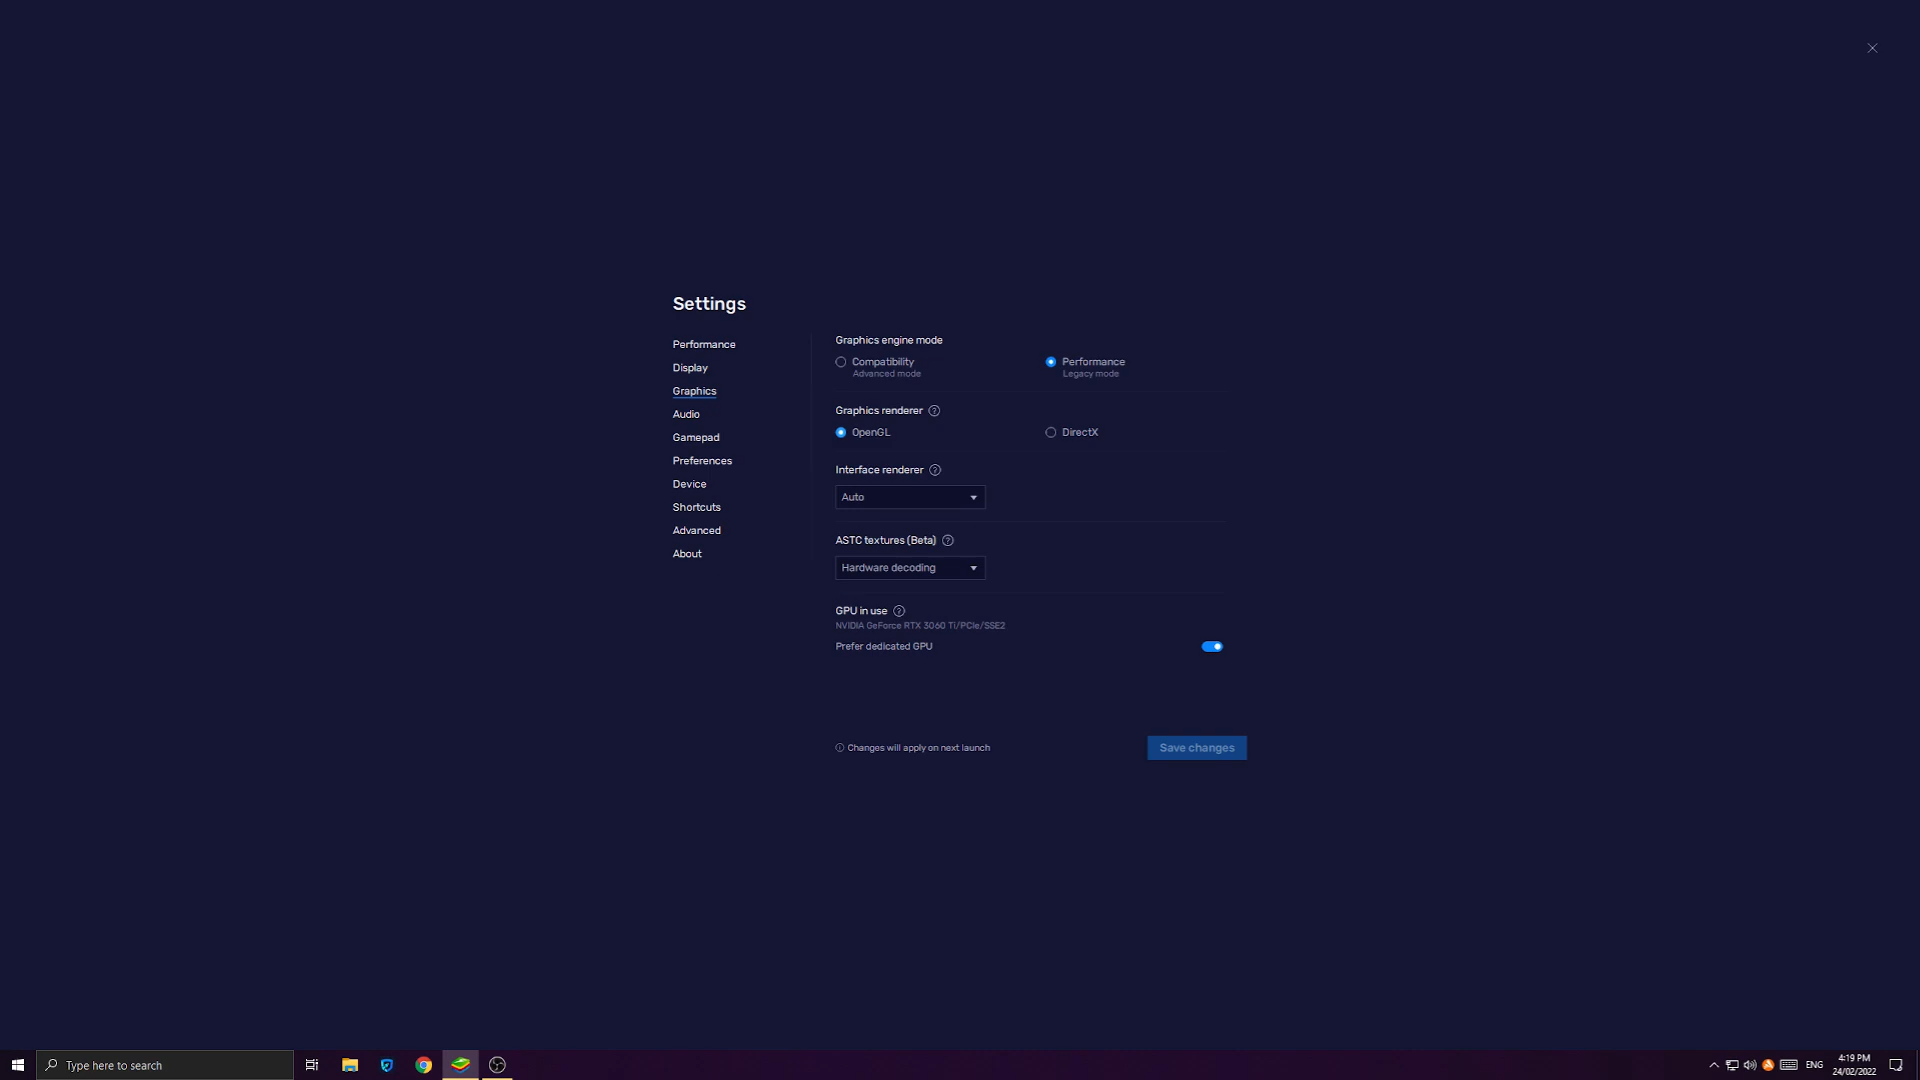 Settings
Performance
Display
Graphics
Audio
Gamepad
Preferences
Device
Shortcuts
Advanced
About
Graphics engine mode
Compatibility
Advanced mode
Performance
Legacy mode
Graphics renderer ?
OpenGL
DirectX
Interface renderer ?
Auto
ASTC textures (Beta) ?
Hardware decoding
GPU in use ?
NVIDIA GeForce RTX 3060 Ti/PCIe/SSE2
Prefer dedicated GPU
Changes will apply on next launch
Save changes
Type here to search
ENG
4:19 PM
24/02/2022